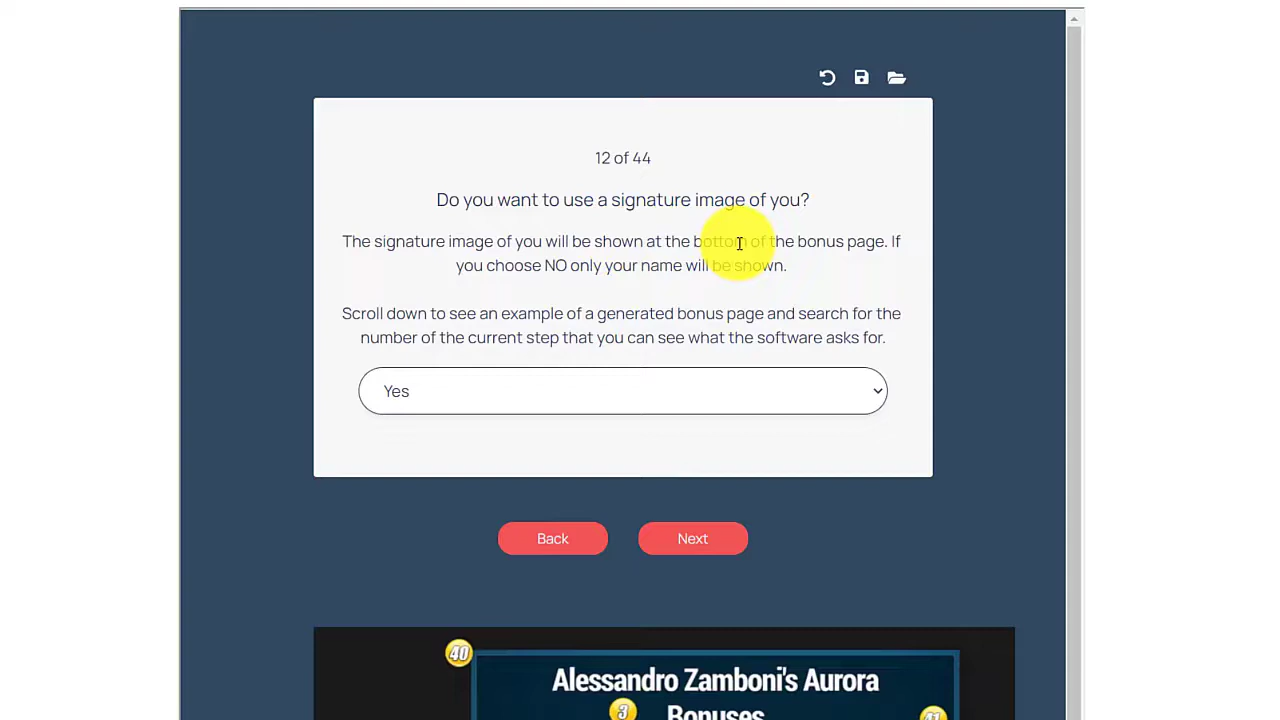 12 of 44
Do you want to use a signature image of you?
The signature image of you will be shown at the bottom of the bonus page. If
you choose NO only your name will be shown.
Scroll down to see an example of a generated bonus page and search for the
number of the current step that you can see what the software asks for.
Yes
Back
Next
40
Alessandro Zamboni's Aurora
3
Bonuses
41